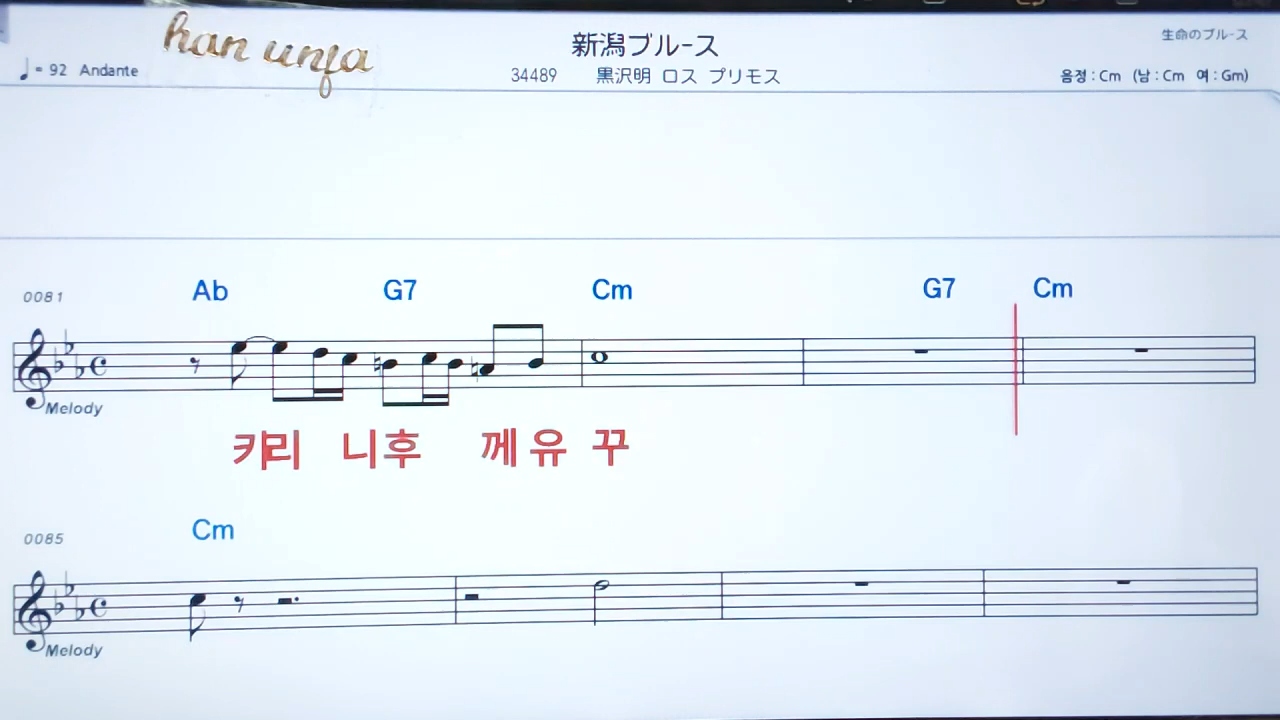 han unja
新潟ブルース
生命のブルース
♩= 92 Andante
34489 黒沢明 ロス プリモス
음정 : Cm (남 : Cm 여 : Gm)
0081 Ab G7 Cm G7 Cm
Melody
키리 니후 께유 꾸
0085 Cm
Melody